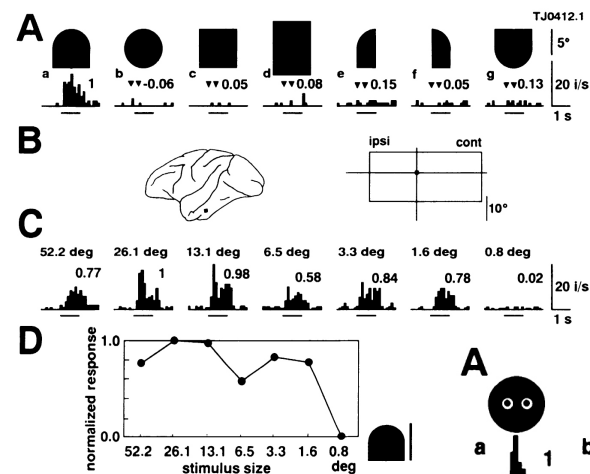 A
TJ0412.1
5°
a 1
b -0.06
c 0.05
d 0.08
e 0.15
f 0.05
g 0.13
20 i/s
1 s
B
ipsi cont
10°
C
52.2 deg 26.1 deg 13.1 deg 6.5 deg 3.3 deg 1.6 deg 0.8 deg
0.77 1 0.98 0.58 0.84 0.78 0.02
20 i/s
1 s
D
normalized response
1.0
0.0
52.2 26.1 13.1 6.5 3.3 1.6 0.8
deg
stimulus size
A
a 1 b